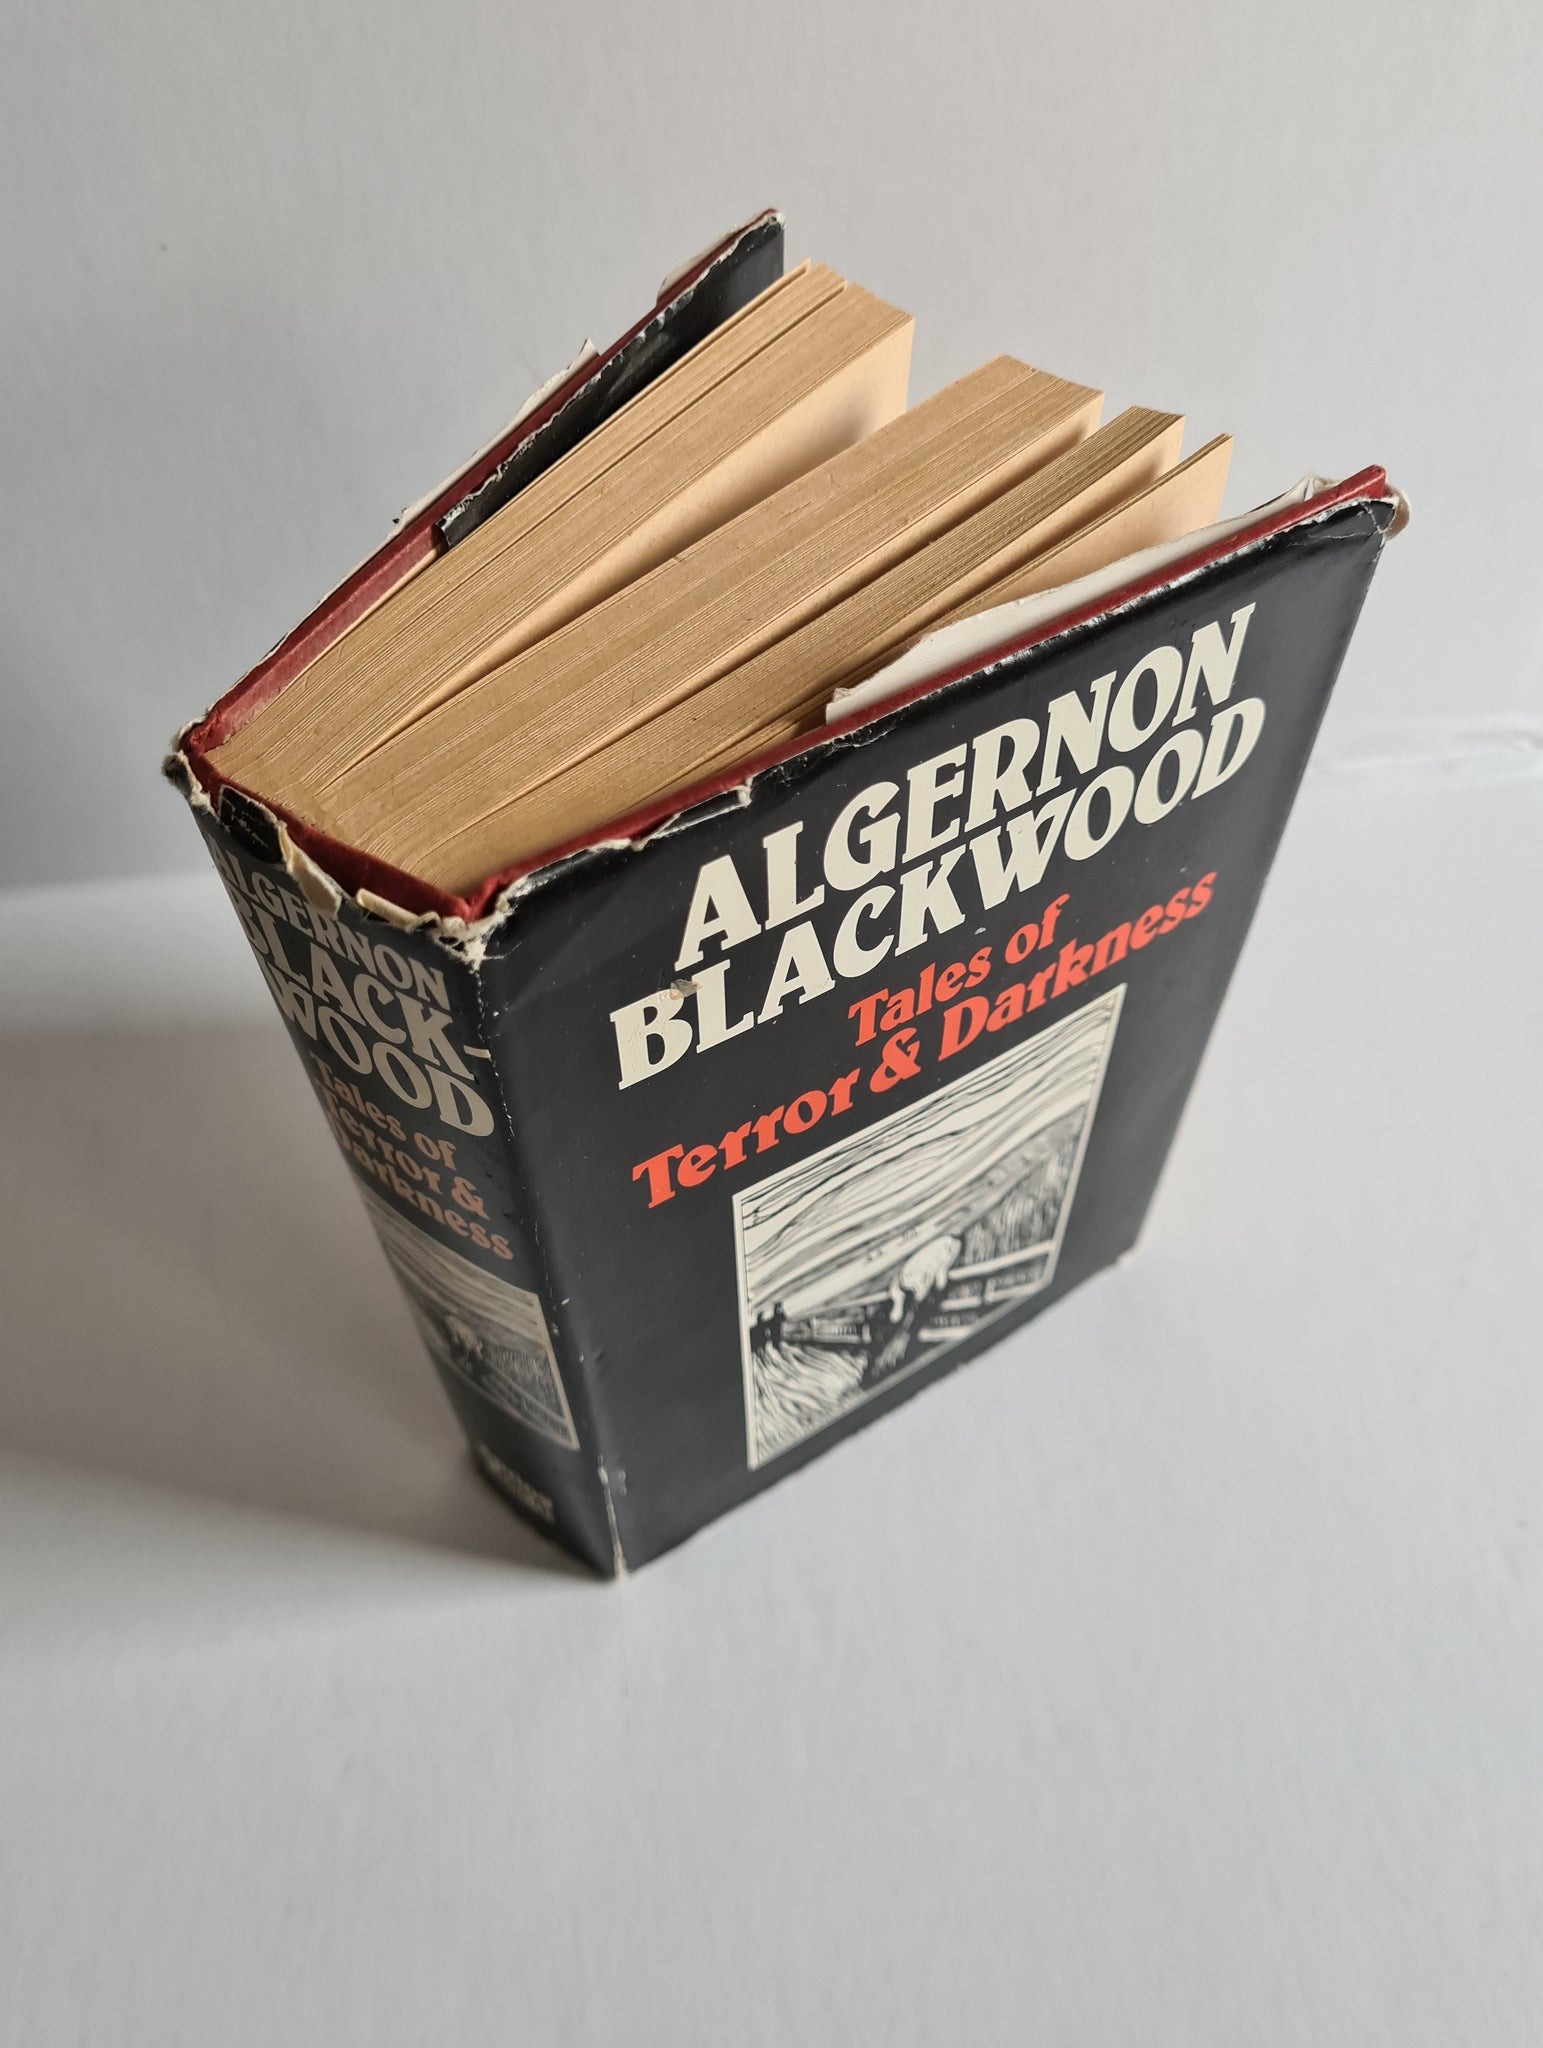 ALGERNON
BLACK-
WOOD
Tales of
Terror &
Darkness
ALGERNON
BLACKWOOD
Tales of
Terror & Darkness